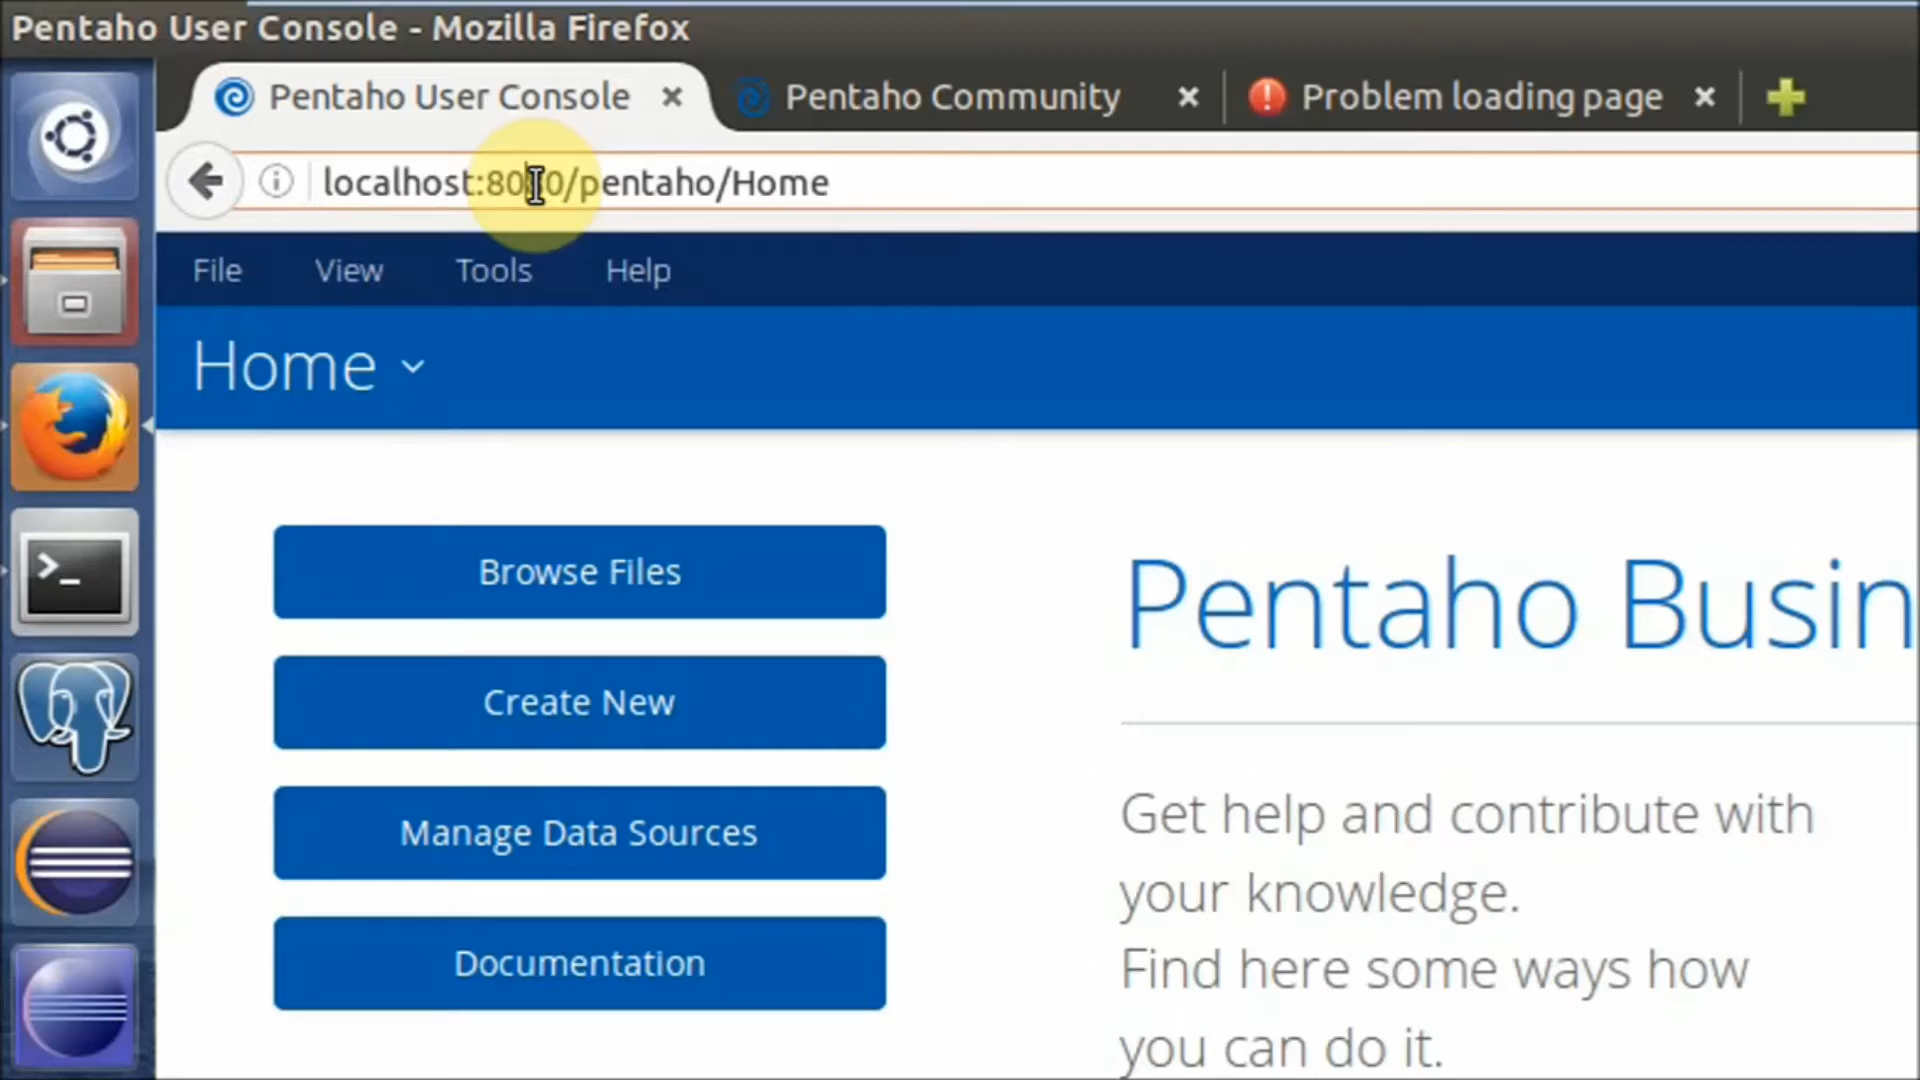 Pentaho User Console - Mozilla Firefox
Pentaho User Console
Pentaho Community
Problem loading page
localhost:8080/pentaho/Home
File View Tools Help
Home
Browse Files
Create New
Manage Data Sources
Documentation
Pentaho Busin
Get help and contribute with
your knowledge.
Find here some ways how
you can do it.